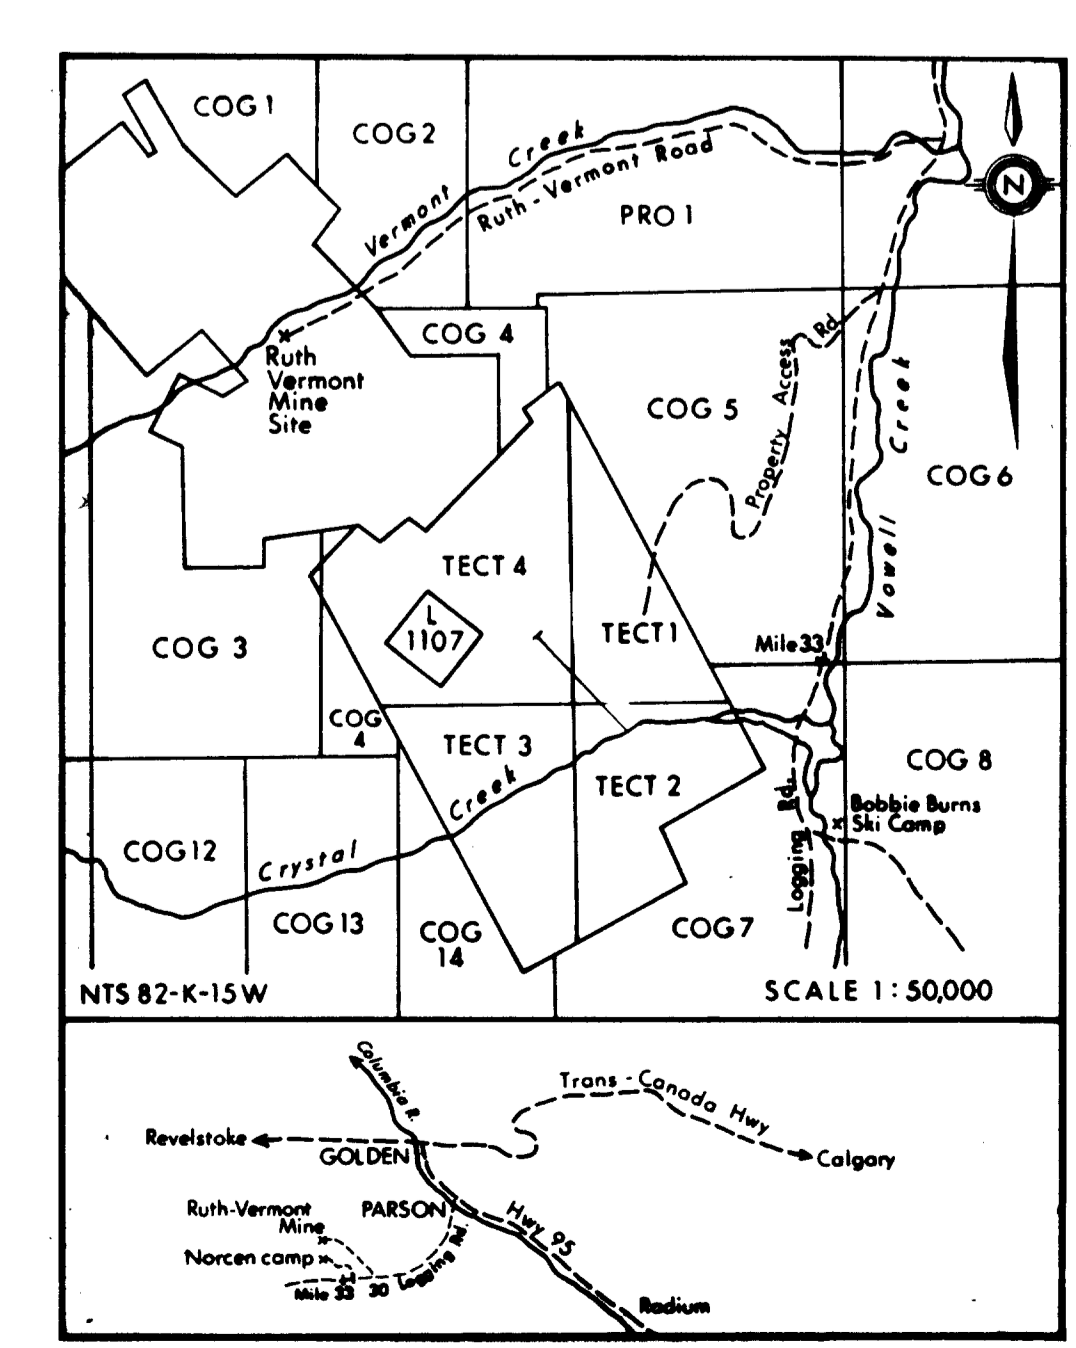 COG 1
COG 2
Vermont Creek
Ruth-Vermont Road
PRO 1
N
COG 4
Ruth
Vermont
Mine
Site
Property Access Rd
COG 5
Vowell Creek
COG 6
TECT 4
L
1107
TECT 1
COG 3
Mile 33
COG
4
TECT 3
TECT 2
COG 8
Crystal Creek
Logging Rd.
Bobbie Burns
Ski Camp
COG 12
COG 13
COG
14
COG 7
NTS 82-K-15W
SCALE 1:50,000
Columbia R.
Trans-Canada Hwy
Revelstoke
GOLDEN
Calgary
Ruth-Vermont
Mine
PARSON
Hwy 95
Norcen camp
Mile 33
30
Logging Rd.
Radium